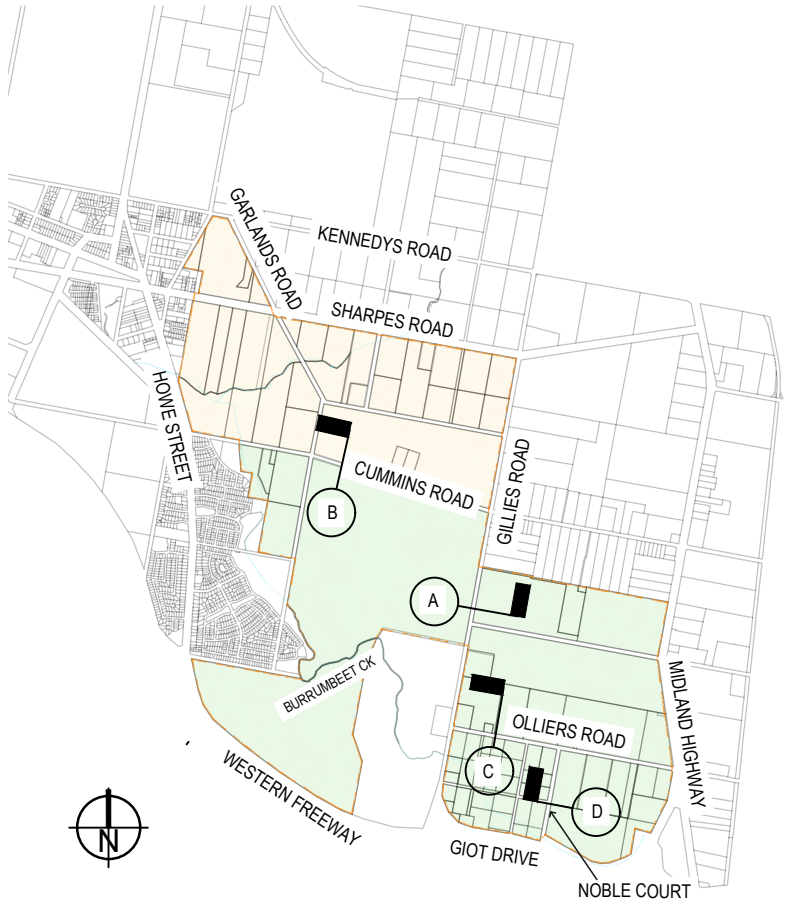 GARLANDS ROAD
KENNEDYS ROAD
SHARPES ROAD
HOWE STREET
CUMMINS ROAD
GILLIES ROAD
B
A
BURRUMBEET CK
MIDLAND HIGHWAY
OLLIERS ROAD
WESTERN FREEWAY
C
D
N
GIOT DRIVE
NOBLE COURT